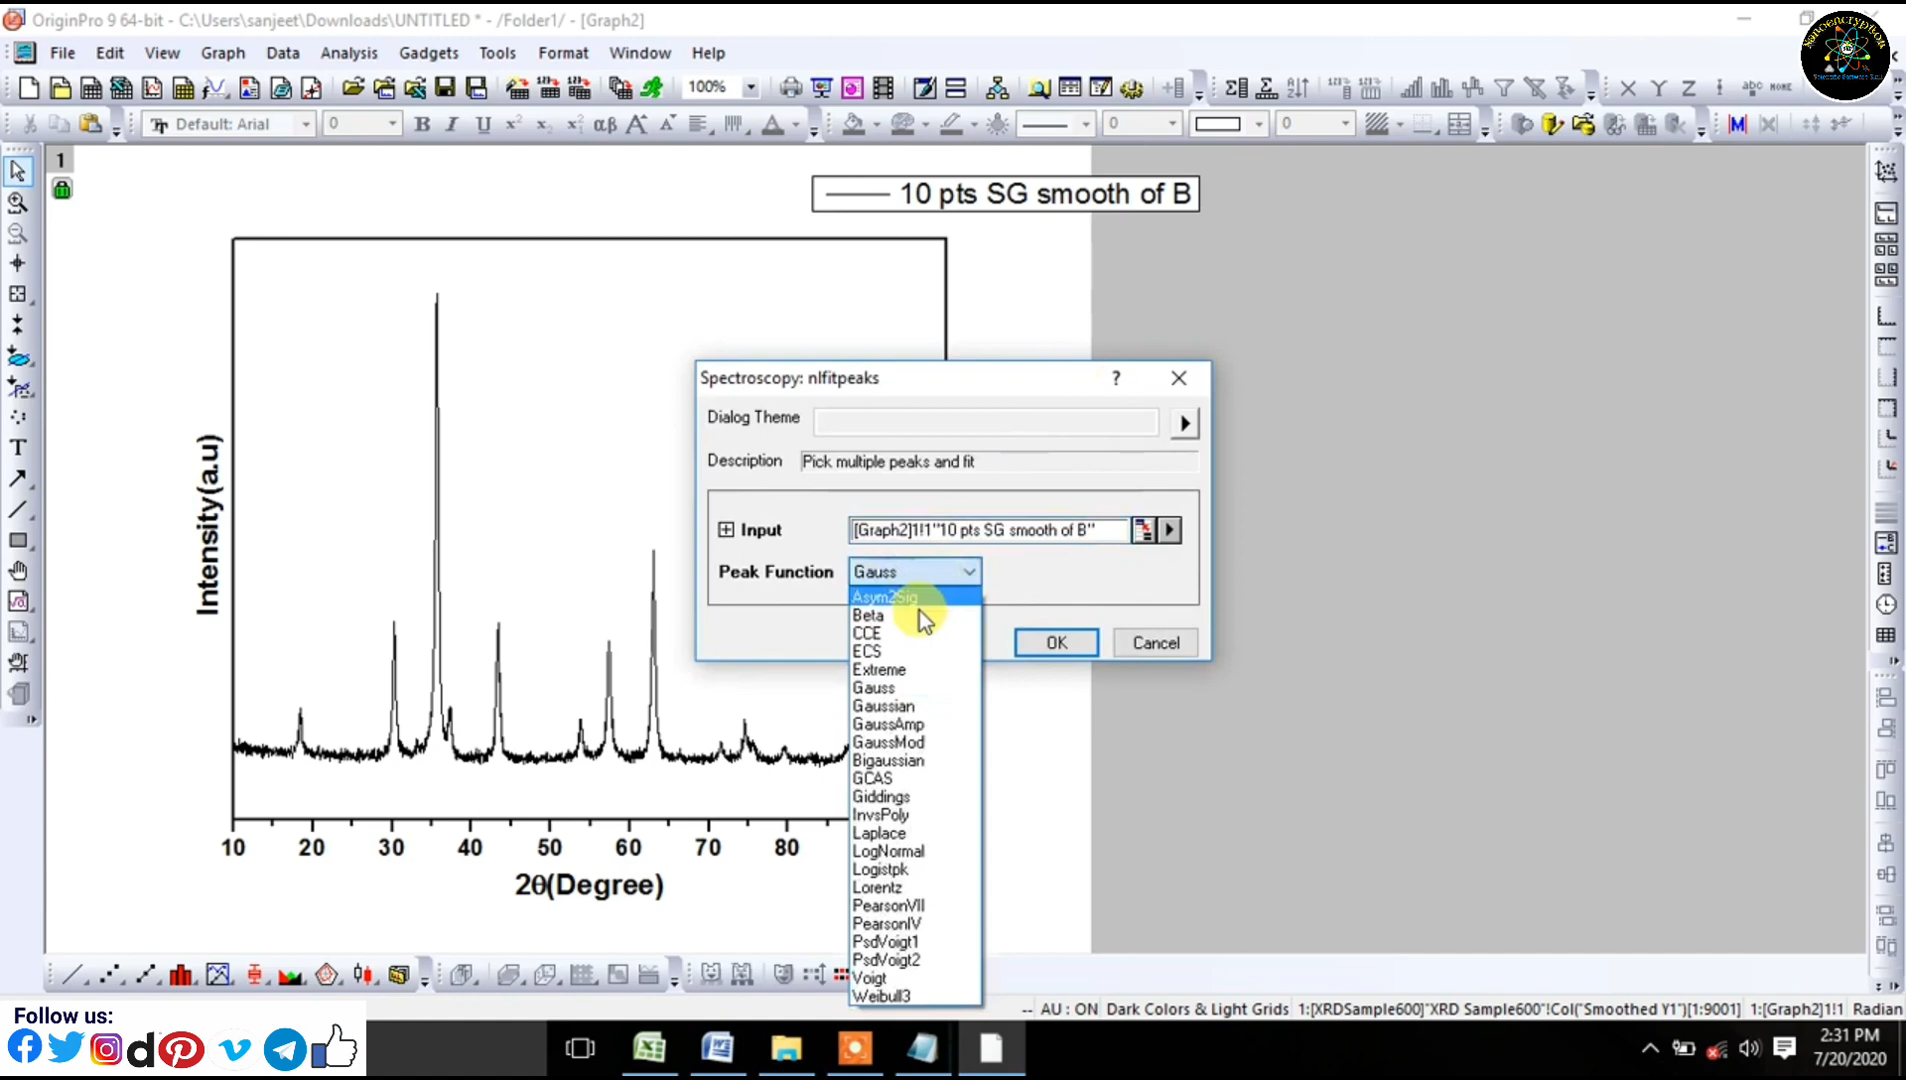 OriginPro 9 64-bit - C:\Users\sanjeet\Downloads\UNTITLED * - /Folder1/ - [Graph2]
File Edit View Graph Data Analysis Gadgets Tools Format Window Help
100%
Default: Arial 0 B I U αβ A A A 0 0
1
10 pts SG smooth of B
Spectroscopy: nlfitpeaks ?
Dialog Theme
Description Pick multiple peaks and fit
Input [Graph2]1!1"10 pts SG smooth of B"
Peak Function Gauss
Asym2Sig
Beta
CCE
ECS
Extreme
Gauss
Gaussian
GaussAmp
GaussMod
Bigaussian
GCAS
Giddings
InvsPoly
Laplace
LogNormal
Logistpk
Lorentz
PearsonVII
PearsonIV
PsdVoigt1
PsdVoigt2
Voigt
Weibull3
OK Cancel
Intensity(a.u)
10 20 30 40 50 60 70 80
2θ(Degree)
-- AU : ON Dark Colors & Light Grids 1:[XRDSample600]"XRD Sample600"!Col("Smoothed Y1")[1:9001] 1:[Graph2]1!1 Radian
Follow us:
2:31 PM
7/20/2020
Nanoencryption